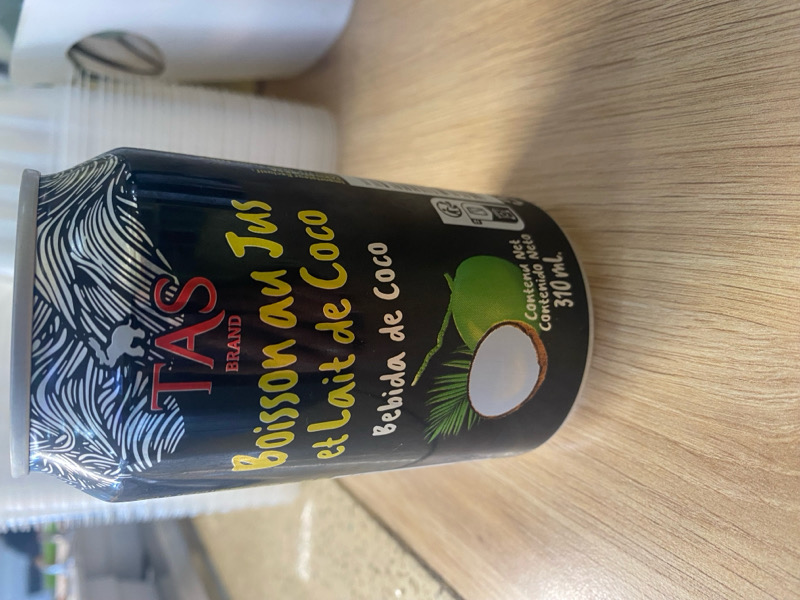 TAS
BRAND
Boisson au Jus
et Lait de Coco
Bebida de Coco
Contenu Net
Contenido Neto
310 mL